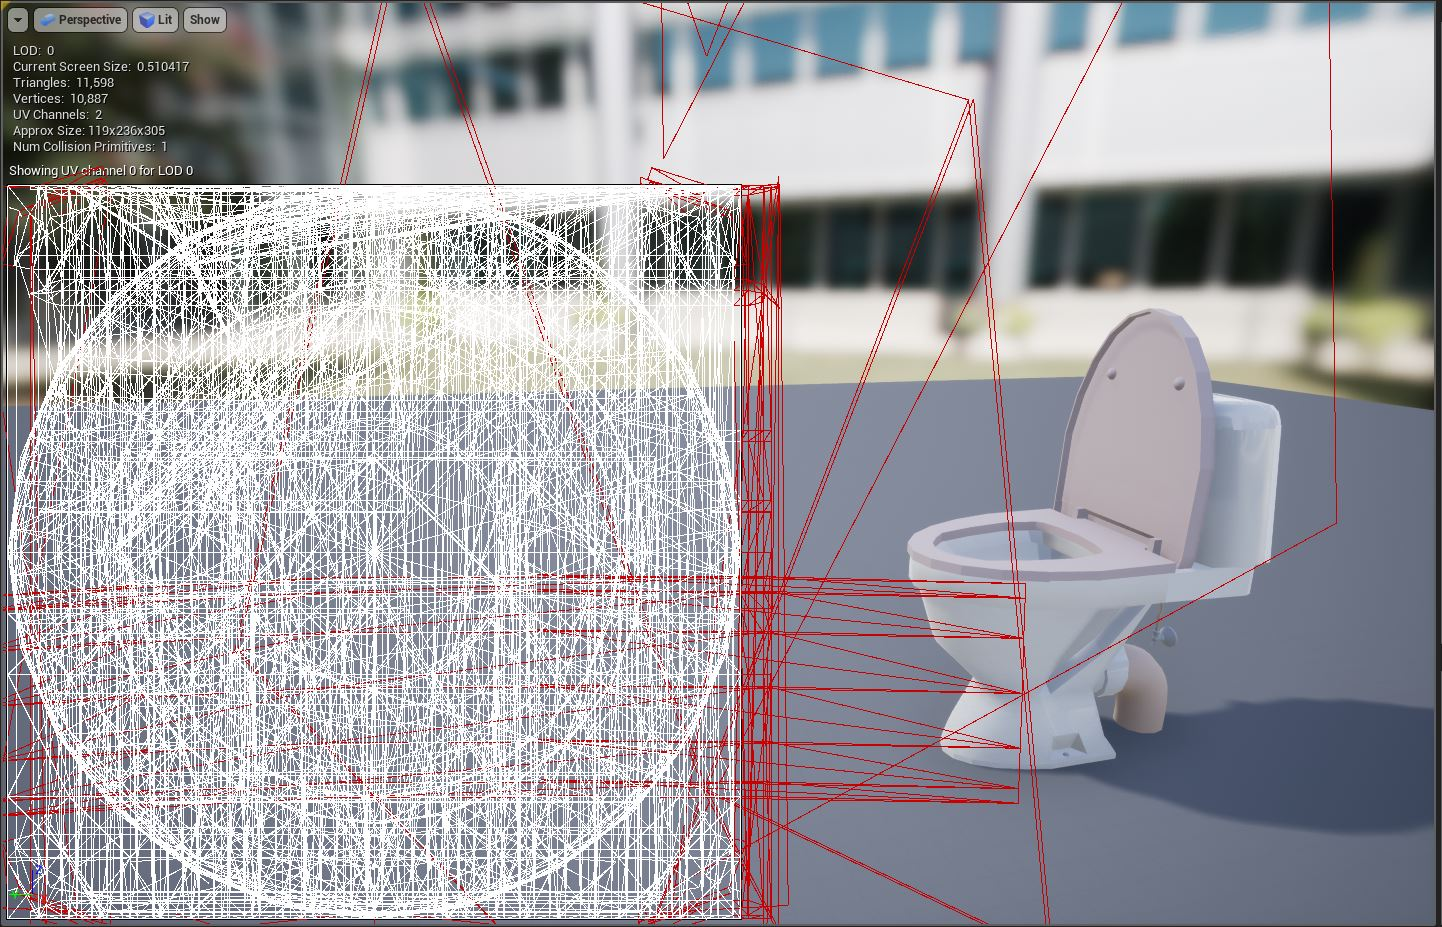 Perspective Lit Show
LOD: 0
Current Screen Size: 0.510417
Triangles: 11,598
Vertices: 10,887
UV Channels: 2
Approx Size: 119x236x305
Num Collision Primitives: 1
Showing UV channel 0 for LOD 0